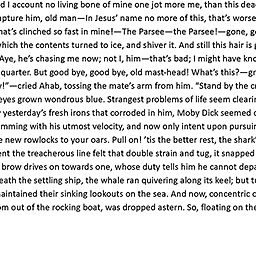 d I account no living bone of mine one jot more me, than this dea
upture him, old man—In Jesus' name no more of this, that's worse
hat's clinched so fast in mine!—The Parsee—the Parsee!—gone, go
which the contents turned to ice, and shiver it. And still this hair is g
Aye, he's chasing me now; not I, him—that's bad; I might have kno
quarter. But good bye, good bye, old mast-head! What's this?—gr
y!"—cried Ahab, tossing the mate's arm from him. "Stand by the cr
eyes grown wondrous blue. Strangest problems of life seem clearin
y yesterday's fresh irons that corroded in him, Moby Dick seemed c
mming with his utmost velocity, and now only intent upon pursuin
e new rowlocks to your oars. Pull on! 'tis the better rest, the shark'
ent the treacherous line felt that double strain and tug, it snapped
brow drives on towards one, whose duty tells him he cannot depa
eath the settling ship, the whale ran quivering along its keel; but tu
maintained their sinking lookouts on the sea. And now, concentric c
om out of the rocking boat, was dropped astern. So, floating on the